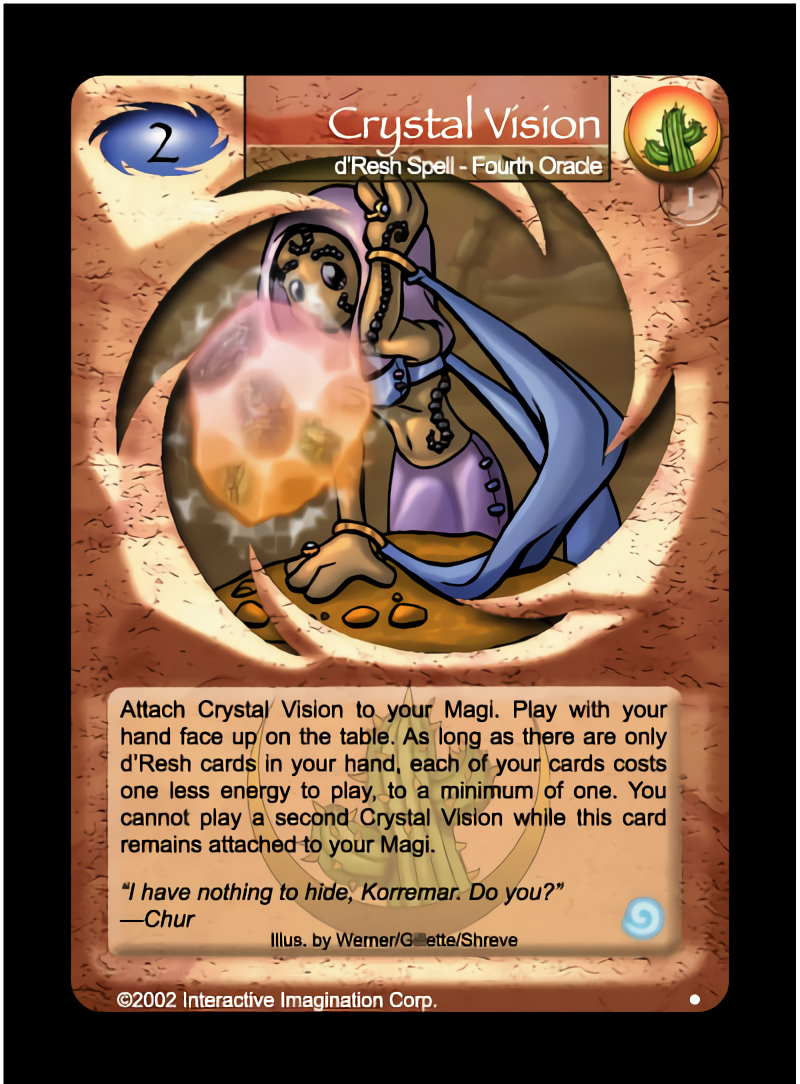 2
Crystal Vision
d'Resh Spell - Fourth Oracle
I
Attach Crystal Vision to your Magi. Play with your
hand face up on the table. As long as there are only
d'Resh cards in your hand, each of your cards costs
one less energy to play, to a minimum of one. You
cannot play a second Crystal Vision while this card
remains attached to your Magi.
"I have nothing to hide, Korremar. Do you?"
—Chur
Illus. by Werner/ /Shreve
©2002 Interactive Imagination Corp.